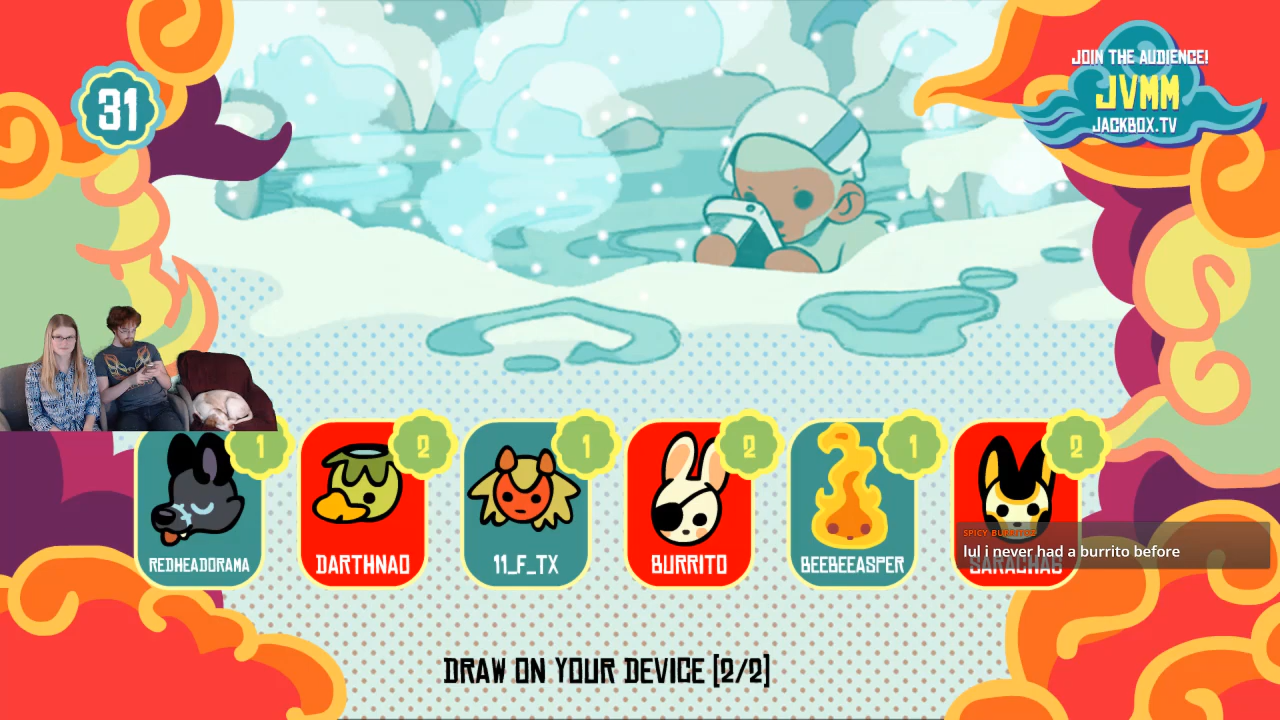 31
JOIN THE AUDIENCE!
JVMM
JACKBOX.TV
1
2
1
2
1
2
REDHEADORAMA
DARTHNAO
11_F_TX
BURRITO
BEEBEEASPER
SPICY
lul i never had a burrito before
DRAW ON YOUR DEVICE [2/2]